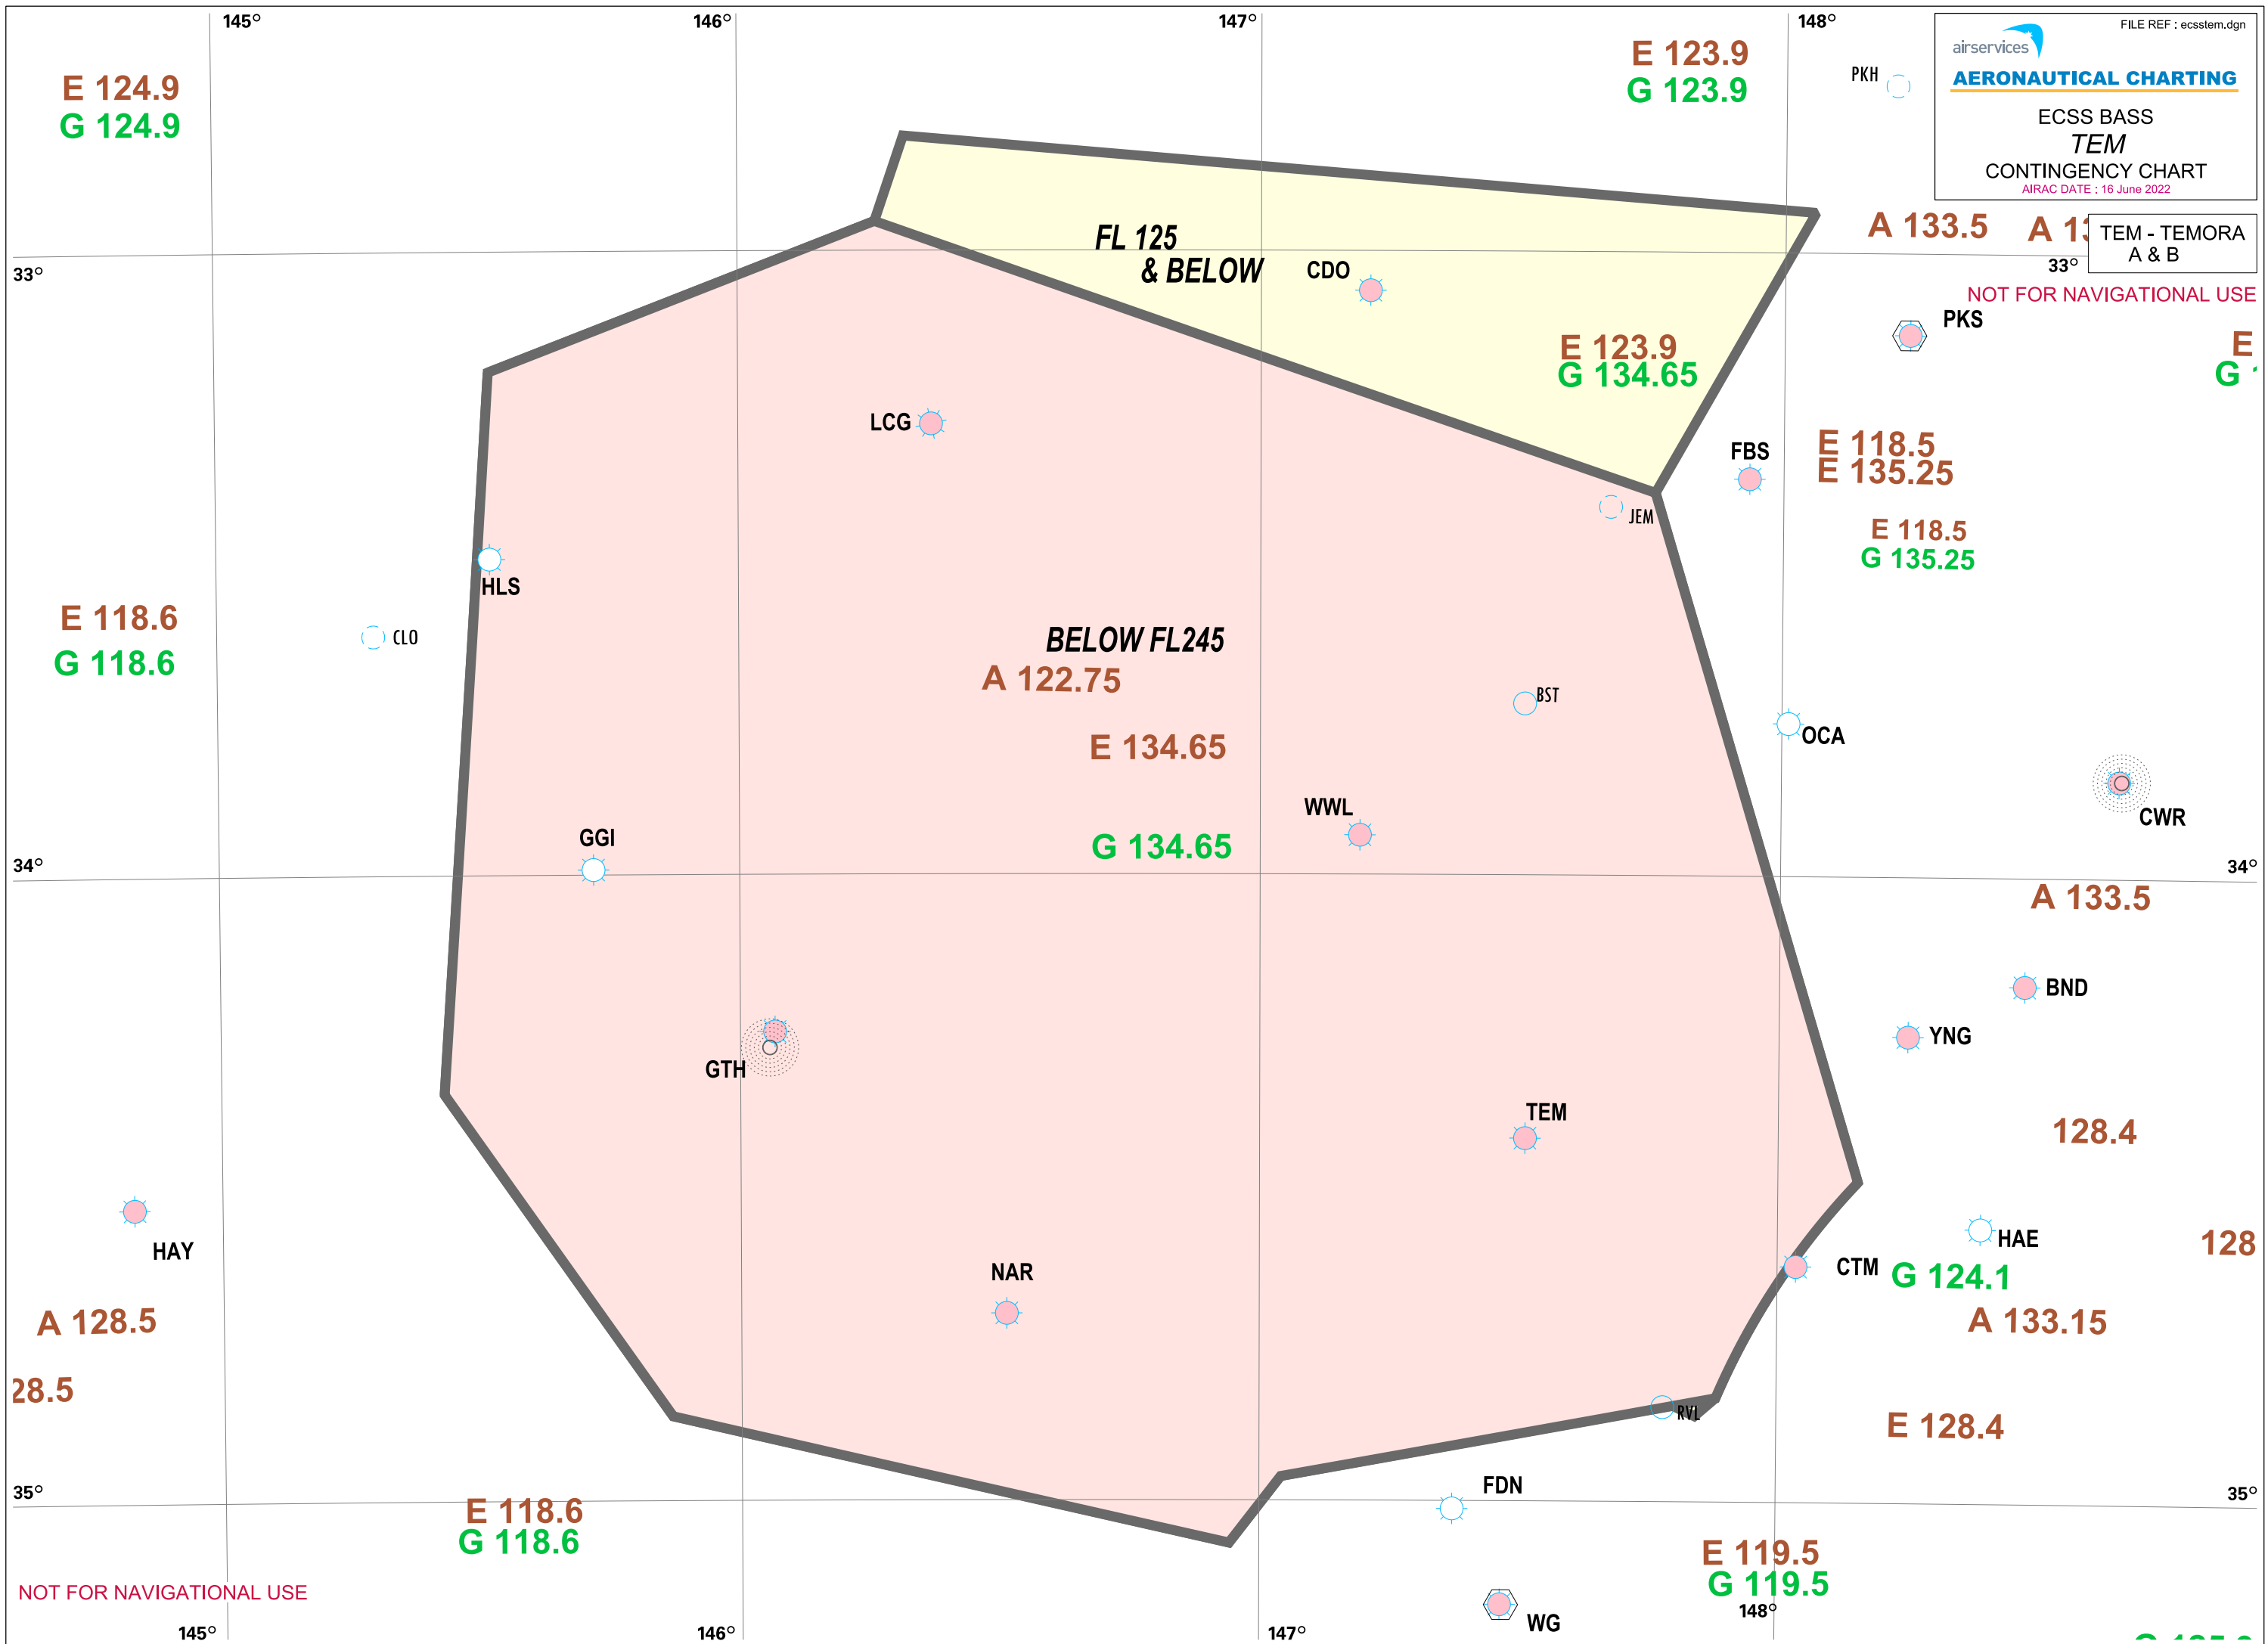 145°
146°
147°
148°
FILE REF : ecsstem.dgn
airservices
AERONAUTICAL CHARTING
ECSS BASS
TEM
CONTINGENCY CHART
AIRAC DATE : 16 June 2022
E 124.9
G 124.9
E 123.9
G 123.9
PKH
A 133.5
TEM - TEMORA
A & B
33°
33°
NOT FOR NAVIGATIONAL USE
FL 125
& BELOW
CDO
PKS
E 123.9
G 134.65
E
G
LCG
FBS
E 118.5
E 135.25
JEM
E 118.5
G 135.25
HLS
E 118.6
G 118.6
CLO
BELOW FL245
A 122.75
BST
E 134.65
OCA
WWL
CWR
GGI
G 134.65
34°
34°
A 133.5
BND
YNG
GTH
TEM
128.4
HAY
HAE
128
NAR
CTM
G 124.1
A 128.5
A 133.15
28.5
RVL
E 128.4
35°
35°
FDN
E 118.6
G 118.6
E 119.5
G 119.5
NOT FOR NAVIGATIONAL USE
148°
WG
145°
146°
147°